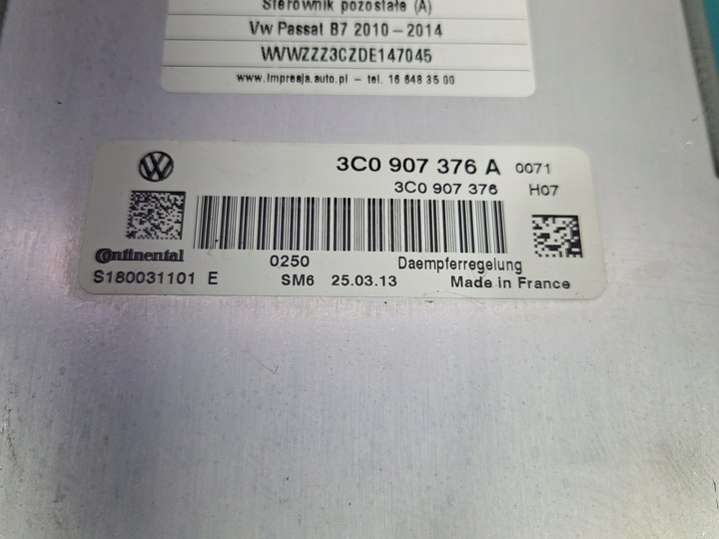 Sterownik pozostałe (A)
Vw Passat B7 2010-2014
WVWZZZ3CZDE147045
www.impresja.auto.pl - tel. 16 648 35 00
3C0 907 376 A 0071
3C0 907 376 H07
Continental 0250 Daempferregelung
S180031101 E SM6 25.03.13 Made in France